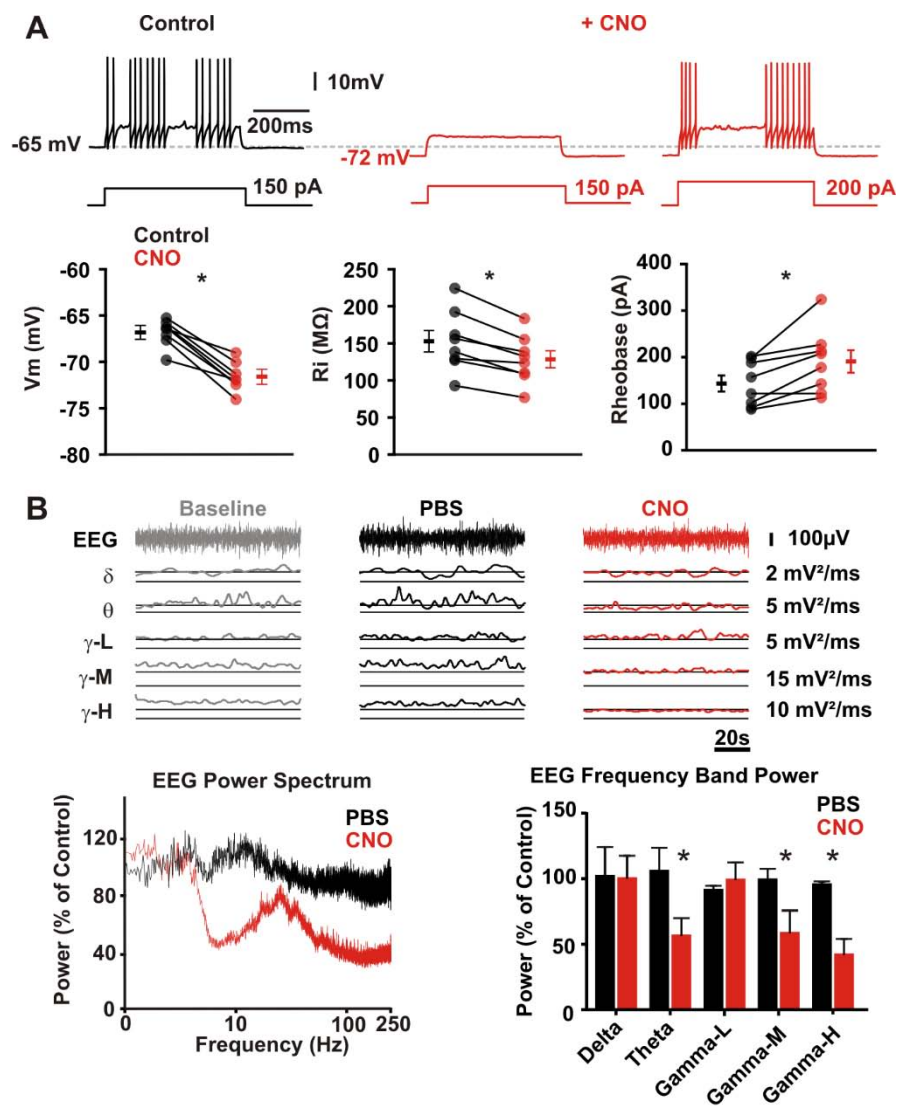 A
Control
+ CNO
10mV
200ms
-65 mV
-72 mV
150 pA
150 pA
200 pA
Control
CNO
-60
-65
-70
-75
-80
Vm (mV)
*
250
200
150
100
50
0
Ri (MΩ)
*
400
300
200
100
0
Rheobase (pA)
*
B
Baseline
PBS
CNO
EEG
100µV
δ
2 mV²/ms
θ
5 mV²/ms
γ-L
5 mV²/ms
γ-M
15 mV²/ms
γ-H
10 mV²/ms
20s
EEG Power Spectrum
PBS
CNO
120
80
40
0
Power (% of Control)
0 10 100 250
Frequency (Hz)
EEG Frequency Band Power
PBS
CNO
150
100
50
0
Power (% of Control)
* * *
Delta
Theta
Gamma-L
Gamma-M
Gamma-H